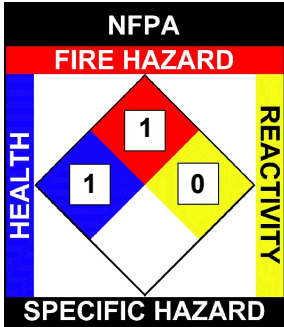 NFPA
FIRE HAZARD
HEALTH
1
1
0
REACTIVITY
SPECIFIC HAZARD